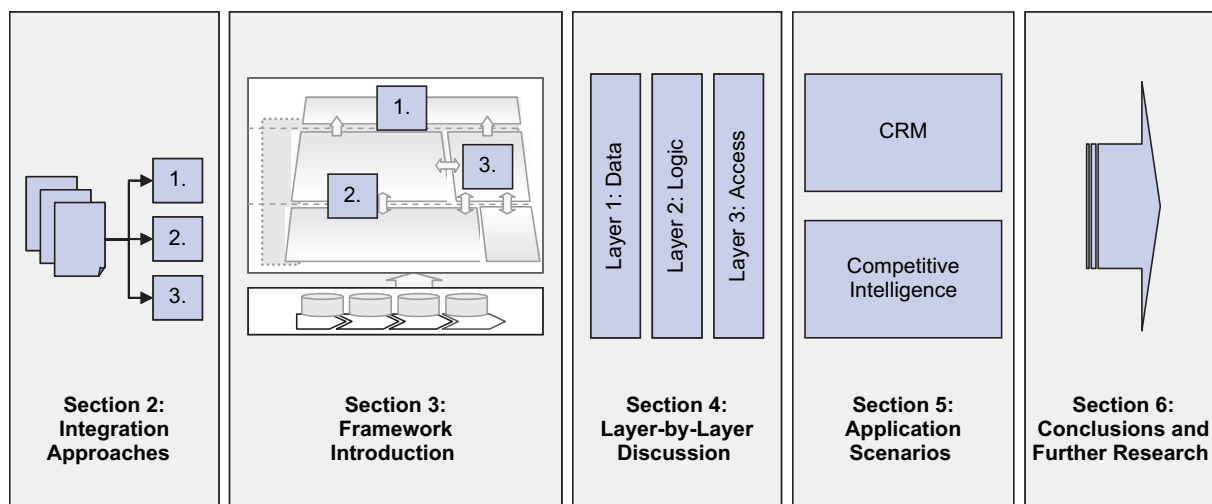 1.
2.
3.
Section 2:
Integration
Approaches
1.
2.
3.
Section 3:
Framework
Introduction
Layer 1: Data
Layer 2: Logic
Layer 3: Access
Section 4:
Layer-by-Layer
Discussion
CRM
Competitive
Intelligence
Section 5:
Application
Scenarios
Section 6:
Conclusions and
Further Research